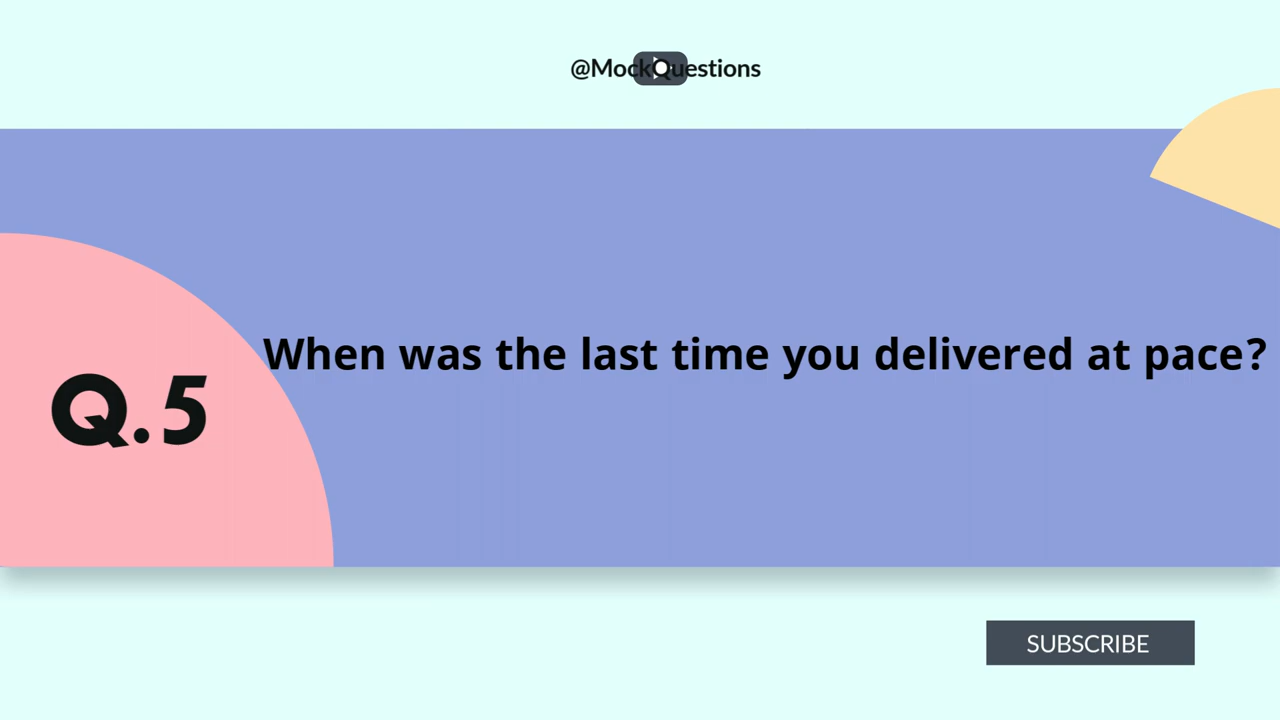 @MockQuestions
When was the last time you delivered at pace?
Q.5
SUBSCRIBE